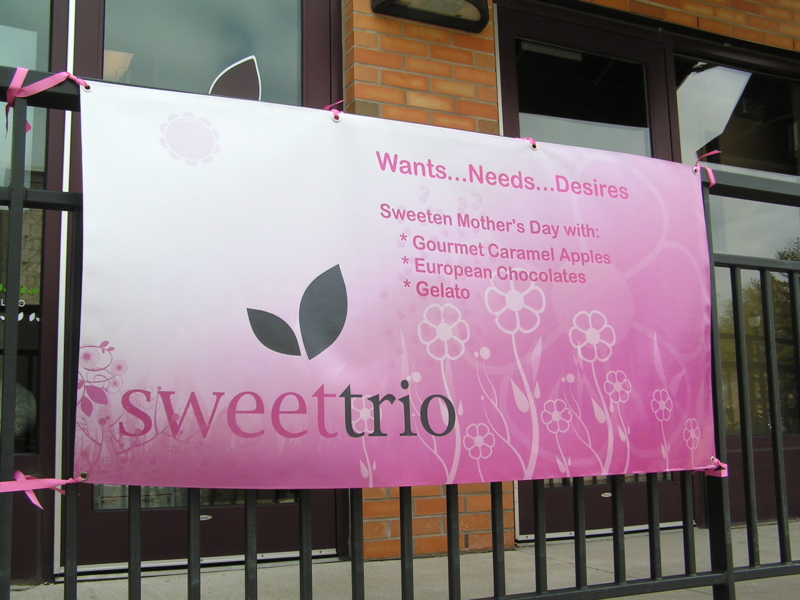 Wants...Needs...Desires
Sweeten Mother's Day with:
* Gourmet Caramel Apples
* European Chocolates
* Gelato
sweettrio